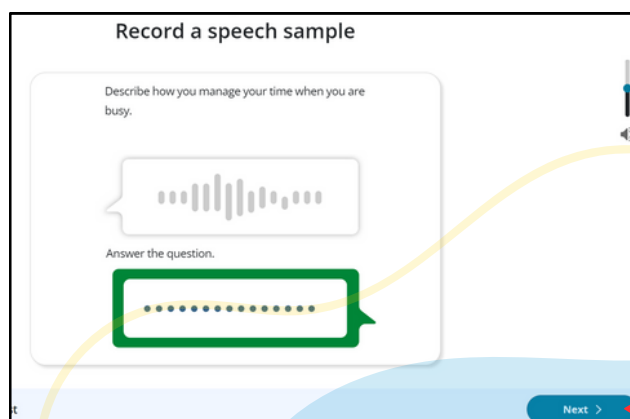 Record a speech sample
Describe how you manage your time when you are
busy.
Answer the question.
Next